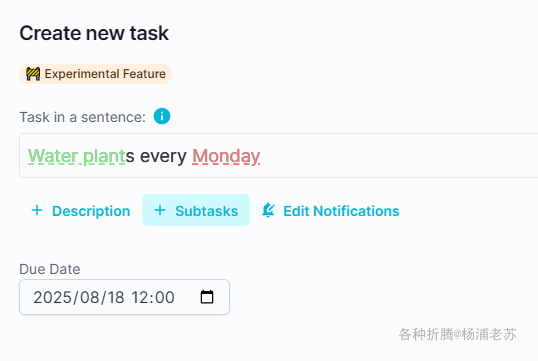 Create new task
🚧 Experimental Feature
Task in a sentence:
Water plants every Monday
+ Description + Subtasks Edit Notifications
Due Date
2025/08/18 12:00
各种折腾@杨浦老苏